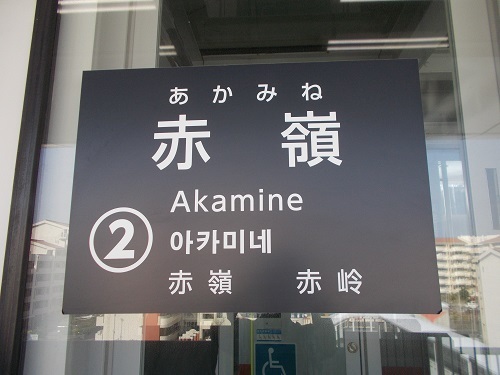 あかみね
赤嶺
Akamine
② 아카미네
赤嶺 赤岭